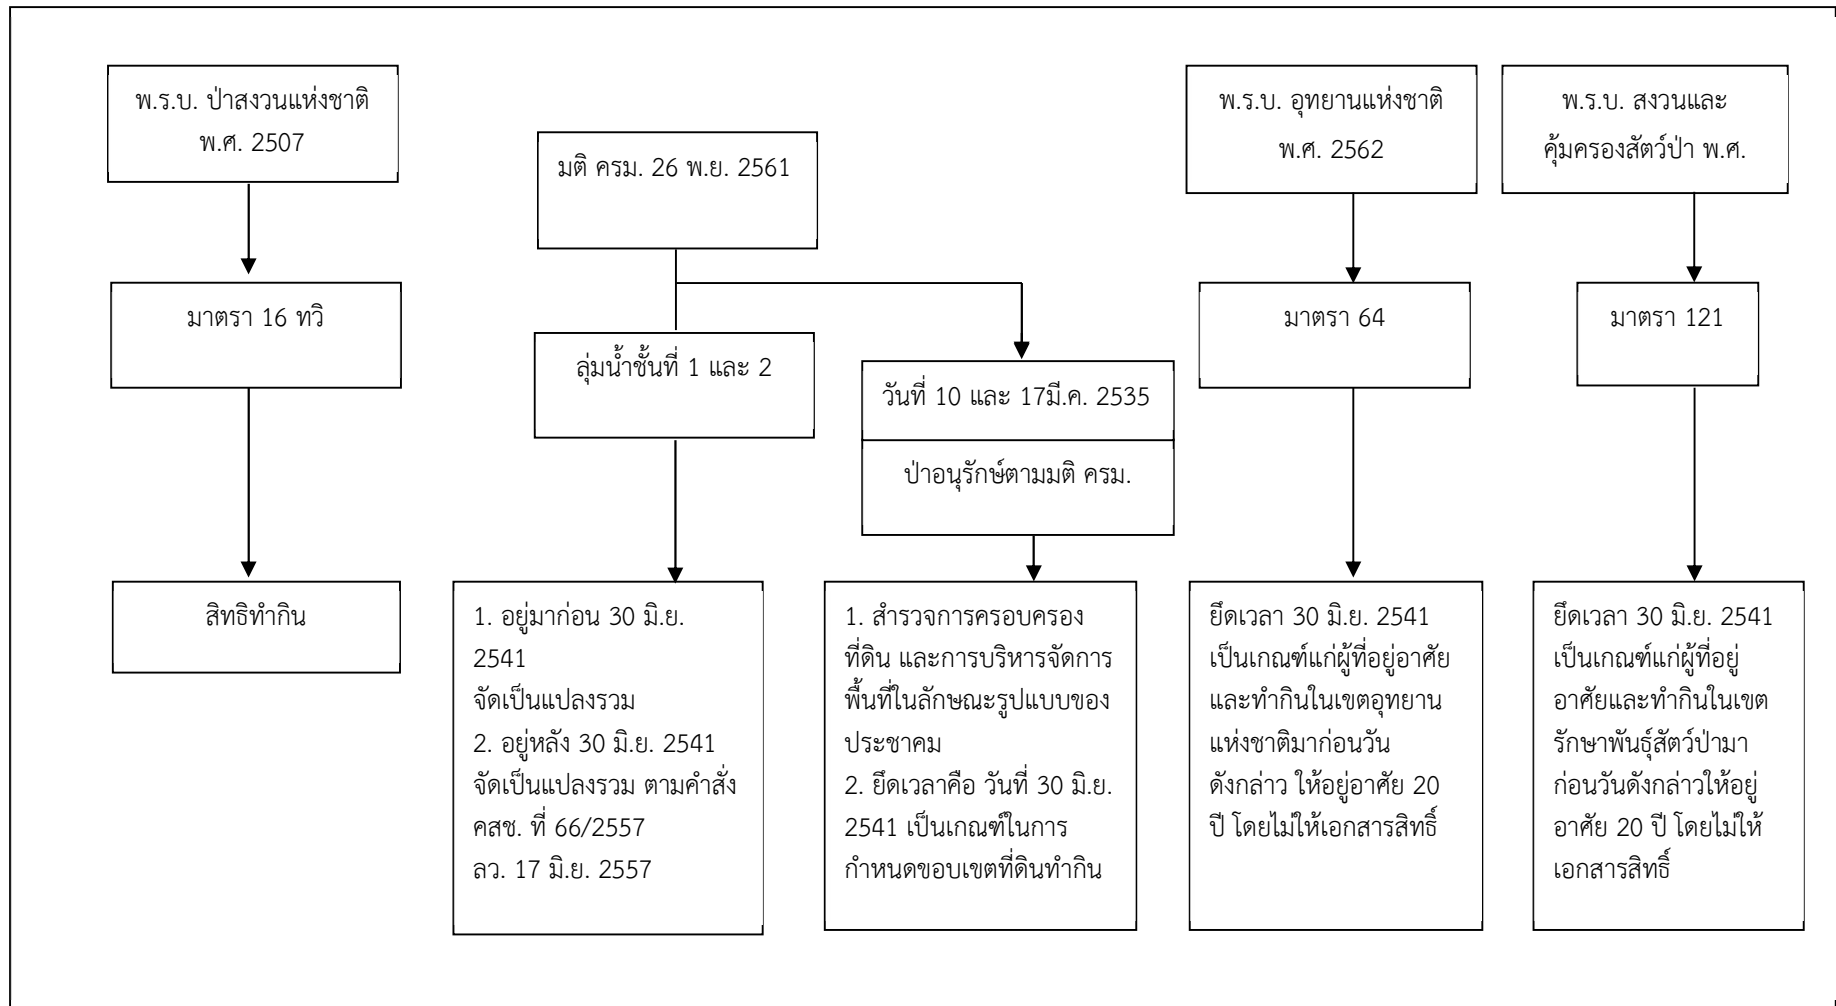 พ.ร.บ. ป่าสงวนแห่งชาติ
พ.ศ. 2507
มาตรา 16 ทวิ
สิทธิทำกิน
มติ ครม. 26 พ.ย. 2561
ลุ่มน้ำชั้นที่ 1 และ 2
1. อยู่มาก่อน 30 มิ.ย.
2541
จัดเป็นแปลงรวม
2. อยู่หลัง 30 มิ.ย. 2541
จัดเป็นแปลงรวม ตามคำสั่ง
คสช. ที่ 66/2557
ลว. 17 มิ.ย. 2557
วันที่ 10 และ 17มี.ค. 2535
ป่าอนุรักษ์ตามมติ ครม.
1. สำรวจการครอบครอง
ที่ดิน และการบริหารจัดการ
พื้นที่ในลักษณะรูปแบบของ
ประชาคม
2. ยึดเวลาคือ วันที่ 30 มิ.ย.
2541 เป็นเกณฑ์ในการ
กำหนดขอบเขตที่ดินทำกิน
พ.ร.บ. อุทยานแห่งชาติ
พ.ศ. 2562
มาตรา 64
ยึดเวลา 30 มิ.ย. 2541
เป็นเกณฑ์แก่ผู้ที่อยู่อาศัย
และทำกินในเขตอุทยาน
แห่งชาติมาก่อนวัน
ดังกล่าว ให้อยู่อาศัย 20
ปี โดยไม่ให้เอกสารสิทธิ์
พ.ร.บ. สงวนและ
คุ้มครองสัตว์ป่า พ.ศ.
มาตรา 121
ยึดเวลา 30 มิ.ย. 2541
เป็นเกณฑ์แก่ผู้ที่อยู่
อาศัยและทำกินในเขต
รักษาพันธุ์สัตว์ป่ามา
ก่อนวันดังกล่าวให้อยู่
อาศัย 20 ปี โดยไม่ให้
เอกสารสิทธิ์